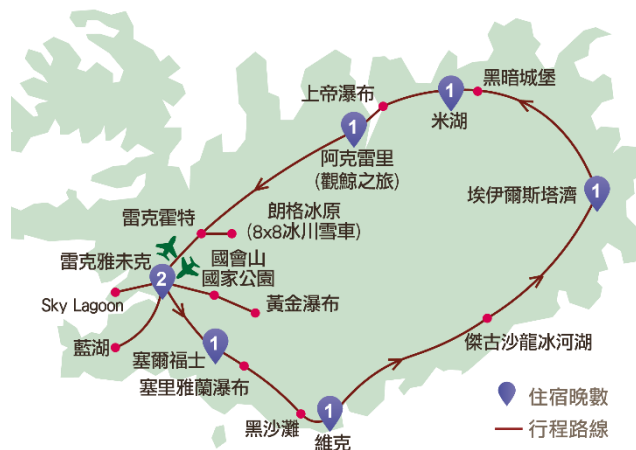 黑暗城堡
上帝瀑布
1
米湖
1
阿克雷里
(觀鯨之旅)
埃伊爾斯塔濟
1
雷克霍特
朗格冰原
(8x8冰川雪車)
雷克雅未克
國會山
國家公園
2
Sky Lagoon
黃金瀑布
藍湖
塞爾福士
1
塞里雅蘭瀑布
傑古沙龍冰河湖
黑沙灘
1
維克
住宿晚數
行程路線